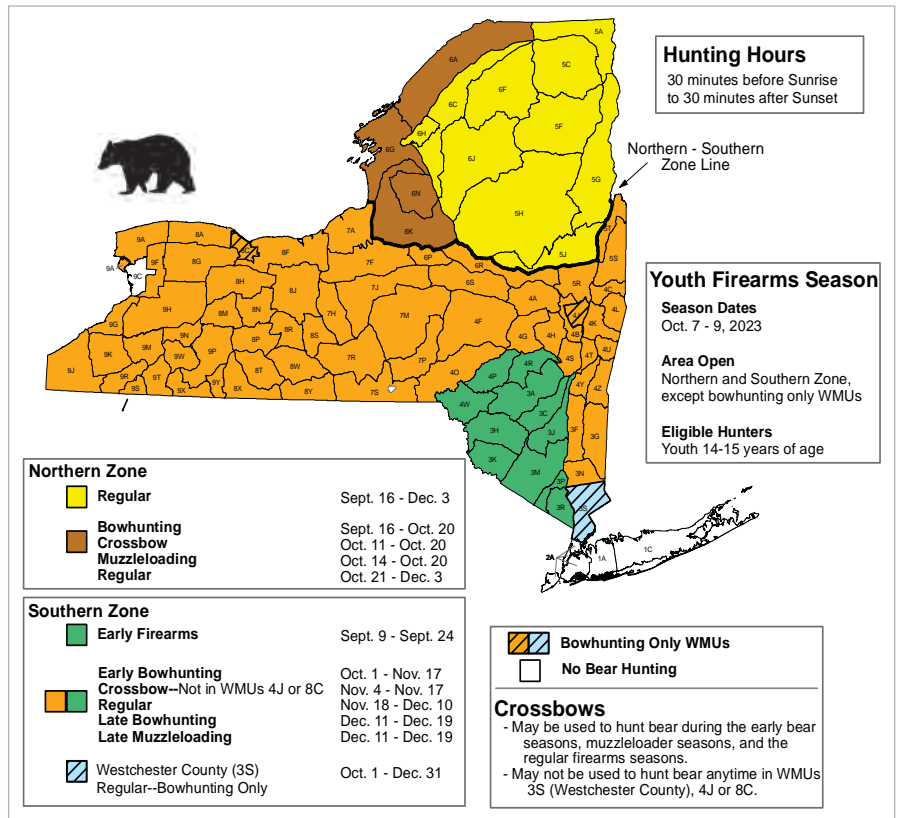 Hunting Hours
30 minutes before Sunrise
to 30 minutes after Sunset
Northern - Southern
Zone Line
5A
6A
5C
6F
6C
5F
6H
6G
6J
5G
6N
5H
6K
5J
5T
7A
8A
9A
8C
8F
6P
5S
9A
9F
9C
8G
7F
6R
8H
7J
6S
5R
4C
8J
4A
4J
4L
9H
8M
8N
7H
7M
4F
4K
9G
8R
8S
4G
4H
4B
9N
8P
4U
9K
9M
9W
9P
7R
7P
4S
4T
9J
8T
8W
4O
4P
4R
9R
9T
9Y
4Y
4Z
9S
9X
8X
8Y
7S
3A
4W
3C
3H
3J
3F
3G
3K
3M
3P
3N
3R
3S
2A
1A
1C
Youth Firearms Season
Season Dates
Oct. 7 - 9, 2023
Area Open
Northern and Southern Zone,
except bowhunting only WMUs
Eligible Hunters
Youth 14-15 years of age
Northern Zone
Regular Sept. 16 - Dec. 3
Bowhunting Sept. 16 - Oct. 20
Crossbow Oct. 11 - Oct. 20
Muzzleloading Oct. 14 - Oct. 20
Regular Oct. 21 - Dec. 3
Southern Zone
Early Firearms Sept. 9 - Sept. 24
Early Bowhunting Oct. 1 - Nov. 17
Crossbow--Not in WMUs 4J or 8C Nov. 4 - Nov. 17
Regular Nov. 18 - Dec. 10
Late Bowhunting Dec. 11 - Dec. 19
Late Muzzleloading Dec. 11 - Dec. 19
Westchester County (3S) Oct. 1 - Dec. 31
Regular--Bowhunting Only
Bowhunting Only WMUs
No Bear Hunting
Crossbows
- May be used to hunt bear during the early bear
seasons, muzzleloader seasons, and the
regular firearms seasons.
- May not be used to hunt bear anytime in WMUs
3S (Westchester County), 4J or 8C.